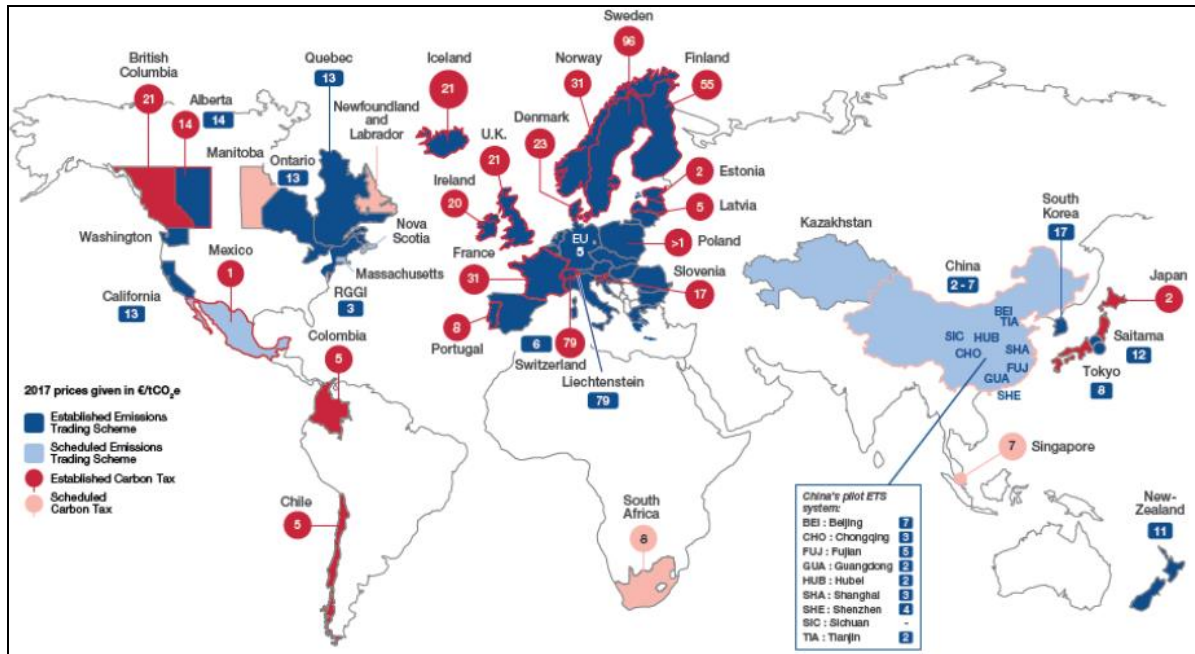 Sweden
96
British
Columbia
21
Alberta
14
14
Quebec
13
Newfoundland
and
Labrador
Iceland
21
Norway
31
Finland
55
Denmark
23
U.K.
21
Ireland
20
Manitoba
Ontario
13
2
Estonia
5
Latvia
South
Korea
17
Kazakhstan
Nova
Scotia
Washington
Massachusetts
EU
5
>1
Poland
France
31
Slovenia
17
China
2 - 7
Japan
2
Mexico
1
RGGI
3
California
13
BEI
TIA
SIC
HUB
CHO
SHA
FUJ
GUA
SHE
Saitama
12
Tokyo
8
Colombia
5
8
Portugal
6
Switzerland
79
Liechtenstein
79
2017 prices given in €/tCO2e
Established Emissions
Trading Scheme
Scheduled Emissions
Trading Scheme
Established Carbon Tax
Scheduled
Carbon Tax
7
Singapore
Chile
5
South
Africa
8
New-
Zealand
11
China's pilot ETS
system:
BEI : Beijing 7
CHO : Chongqing 3
FUJ : Fujian 5
GUA : Guangdong 2
HUB : Hubei 2
SHA : Shanghai 3
SHE : Shenzhen 4
SIC : Sichuan -
TIA : Tianjin 2